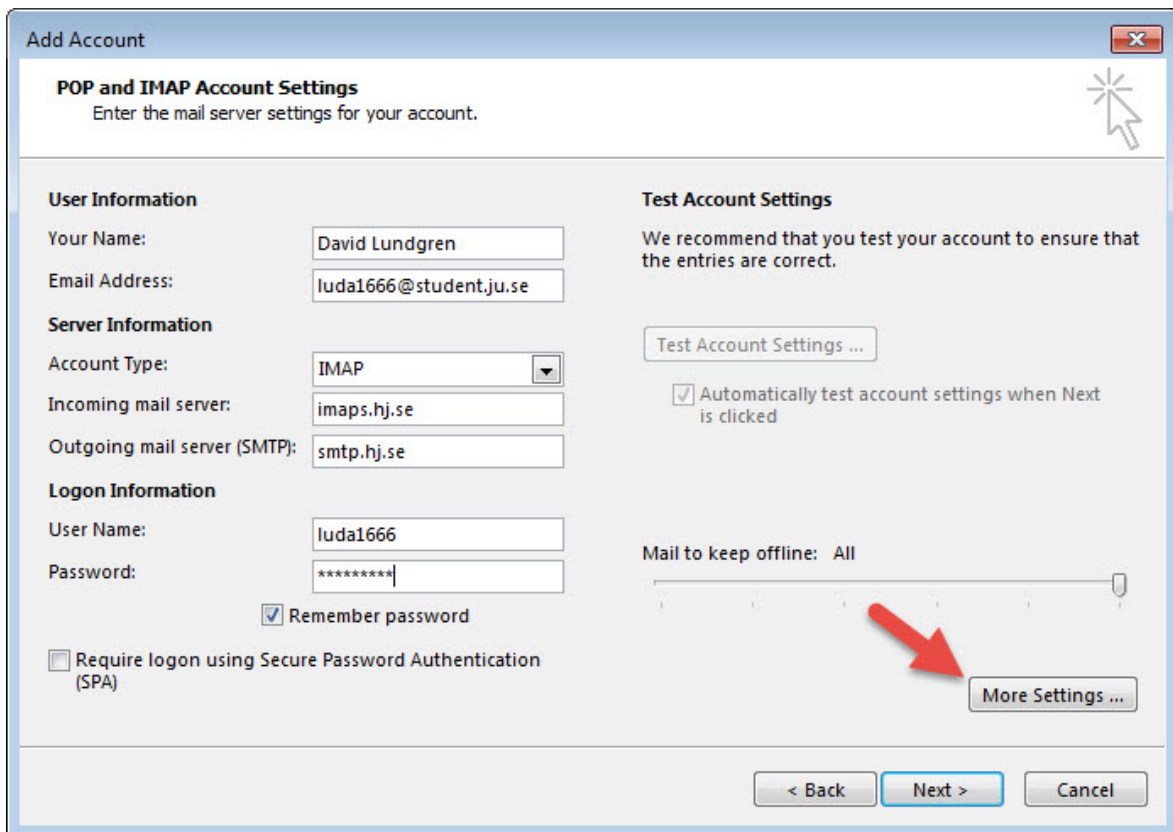 Add Account
POP and IMAP Account Settings
Enter the mail server settings for your account.
User Information
Your Name: David Lundgren
Email Address: luda1666@student.ju.se
Server Information
Account Type: IMAP
Incoming mail server: imaps.hj.se
Outgoing mail server (SMTP): smtp.hj.se
Logon Information
User Name: luda1666
Password: *********
Remember password
Require logon using Secure Password Authentication
(SPA)
Test Account Settings
We recommend that you test your account to ensure that
the entries are correct.
Test Account Settings ...
Automatically test account settings when Next
is clicked
Mail to keep offline: All
More Settings ...
< Back Next > Cancel